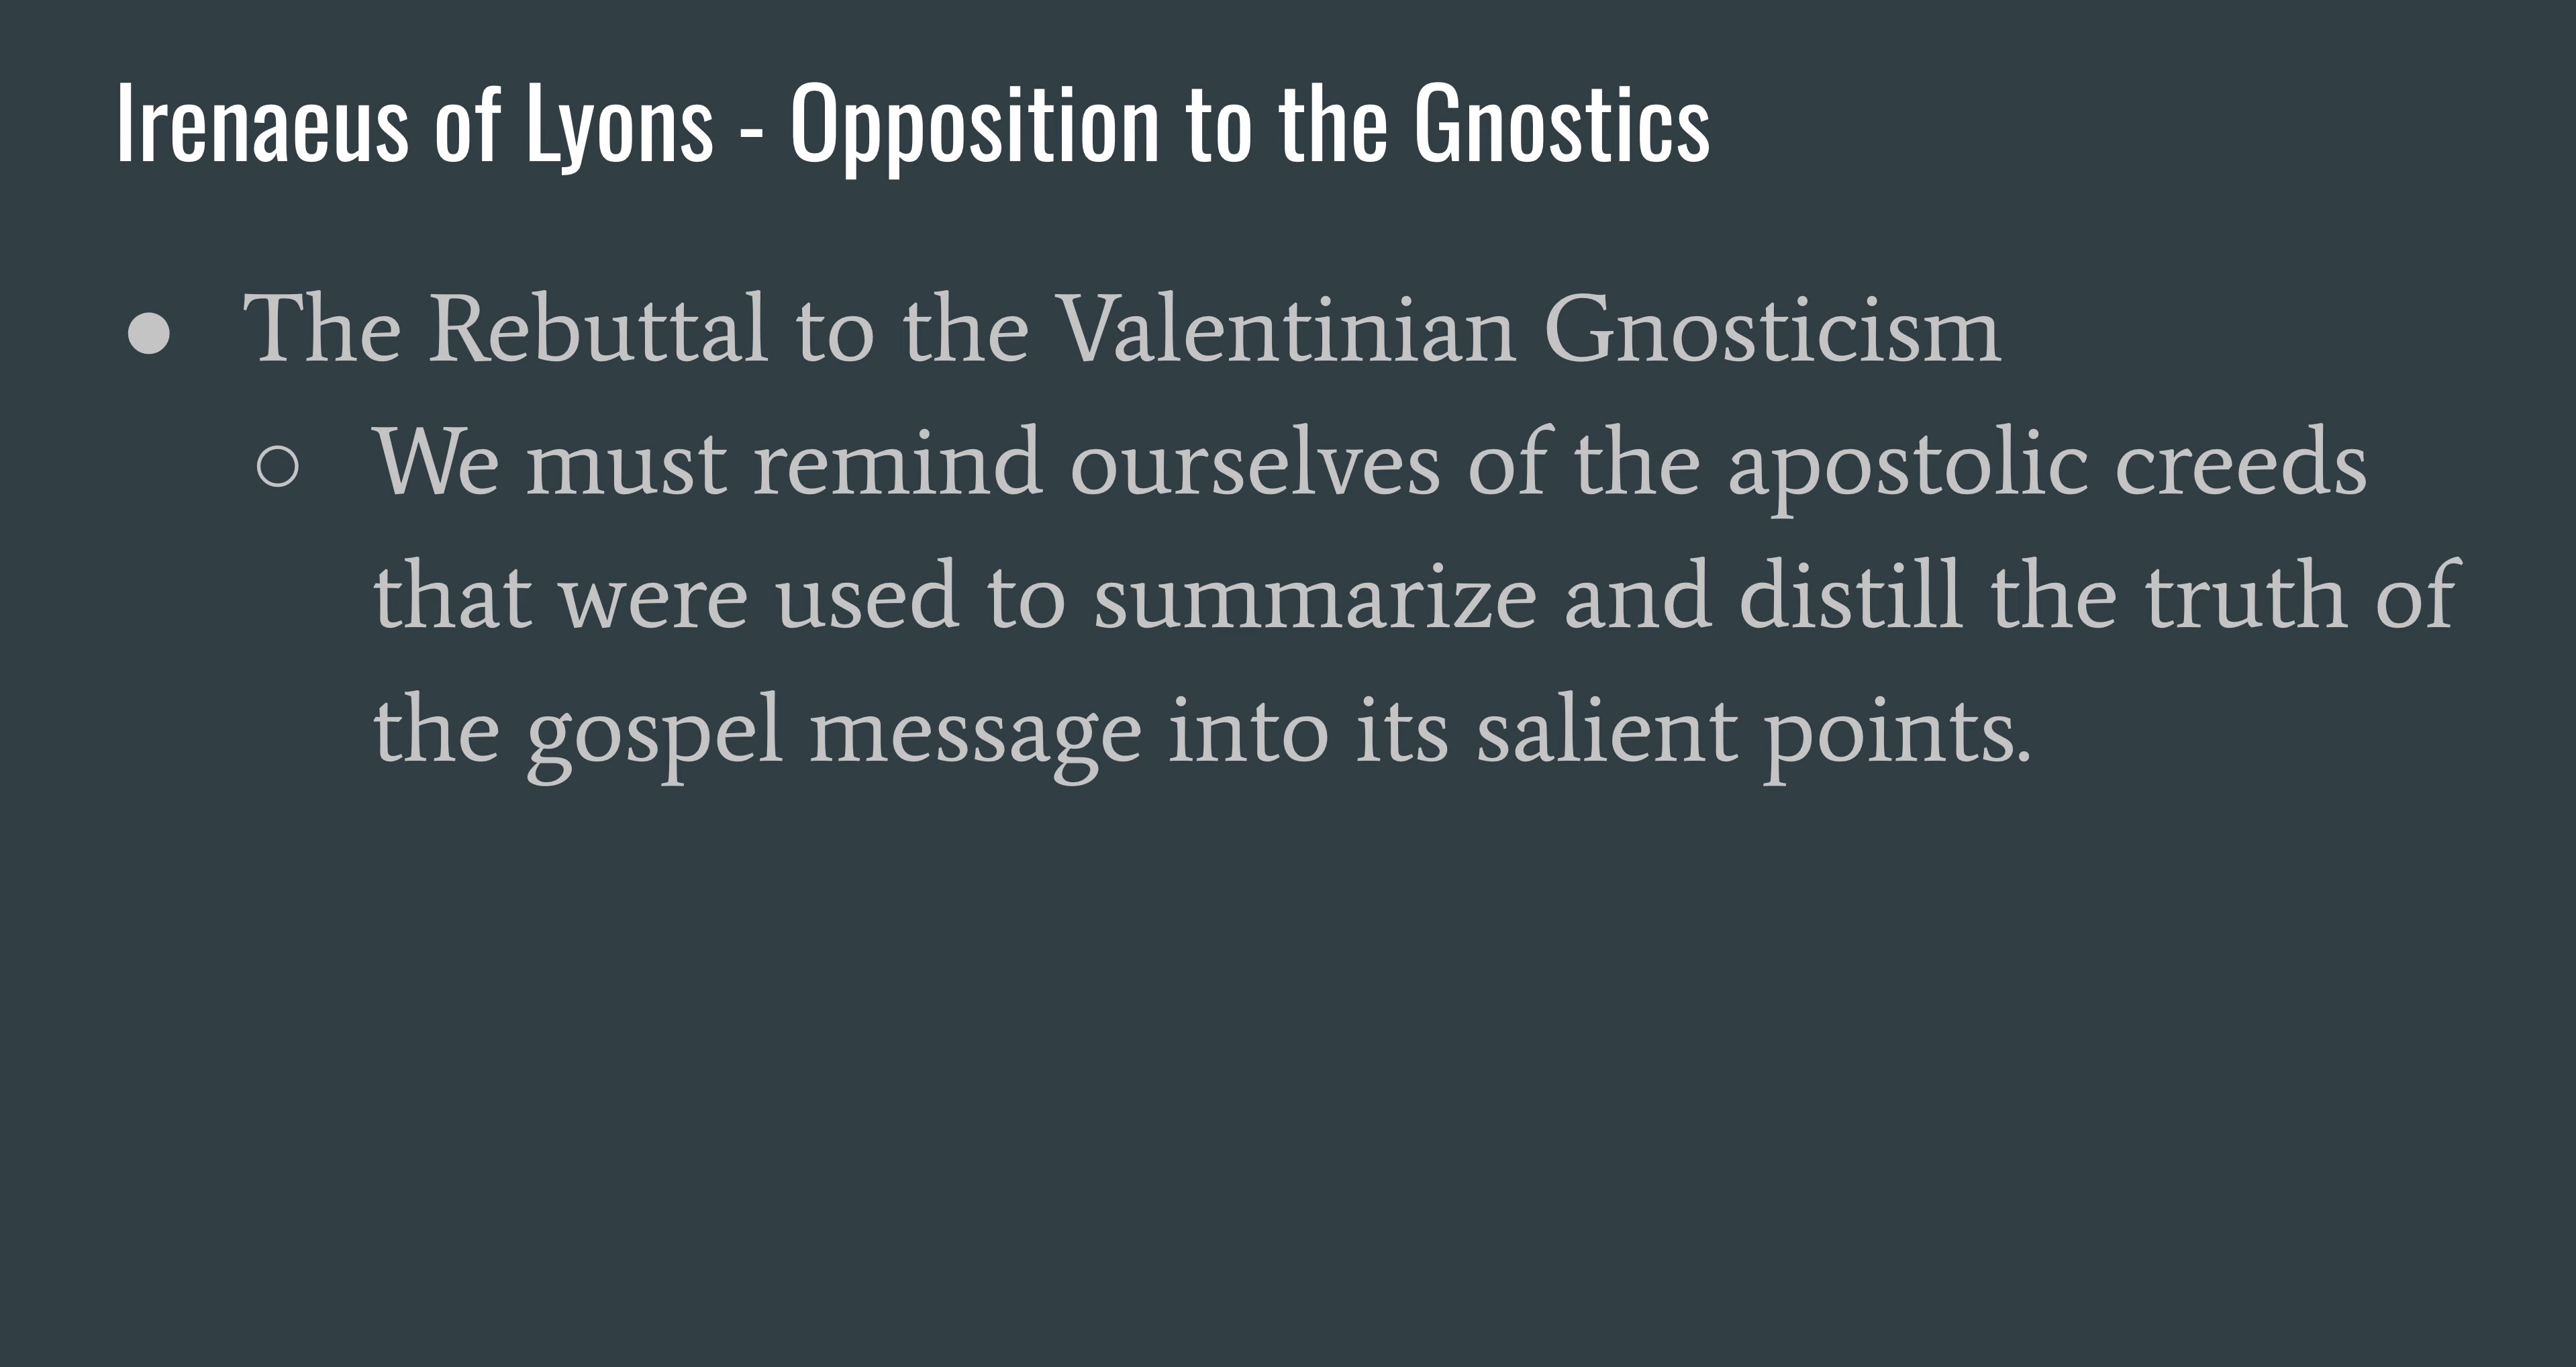 Irenaeus of Lyons - Opposition to the Gnostics
● The Rebuttal to the Valentinian Gnosticism
○ We must remind ourselves of the apostolic creeds
that were used to summarize and distill the truth of
the gospel message into its salient points.